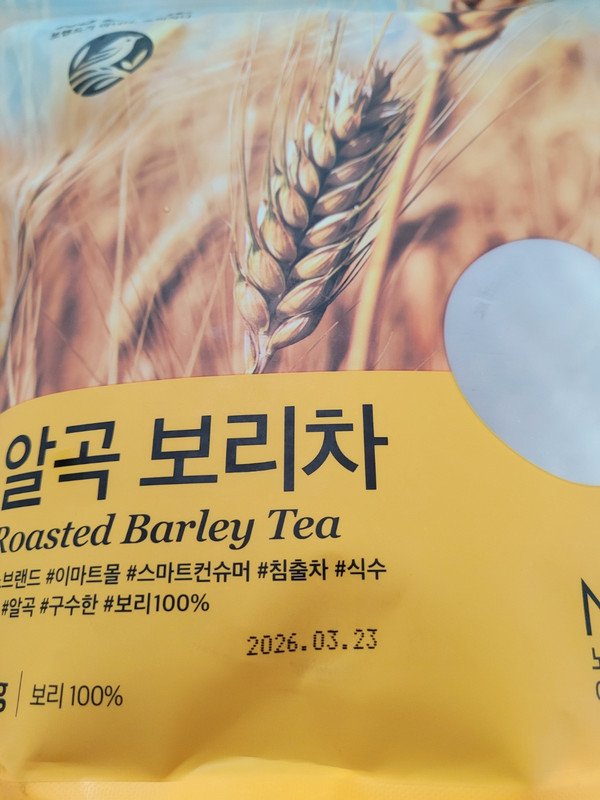 알곡 보리차
Roasted Barley Tea
브랜드 #이마트몰 #스마트컨슈머 #침출차 #식수
#알곡 #구수한 #보리100%
2026.03.23
g 보리 100%
N